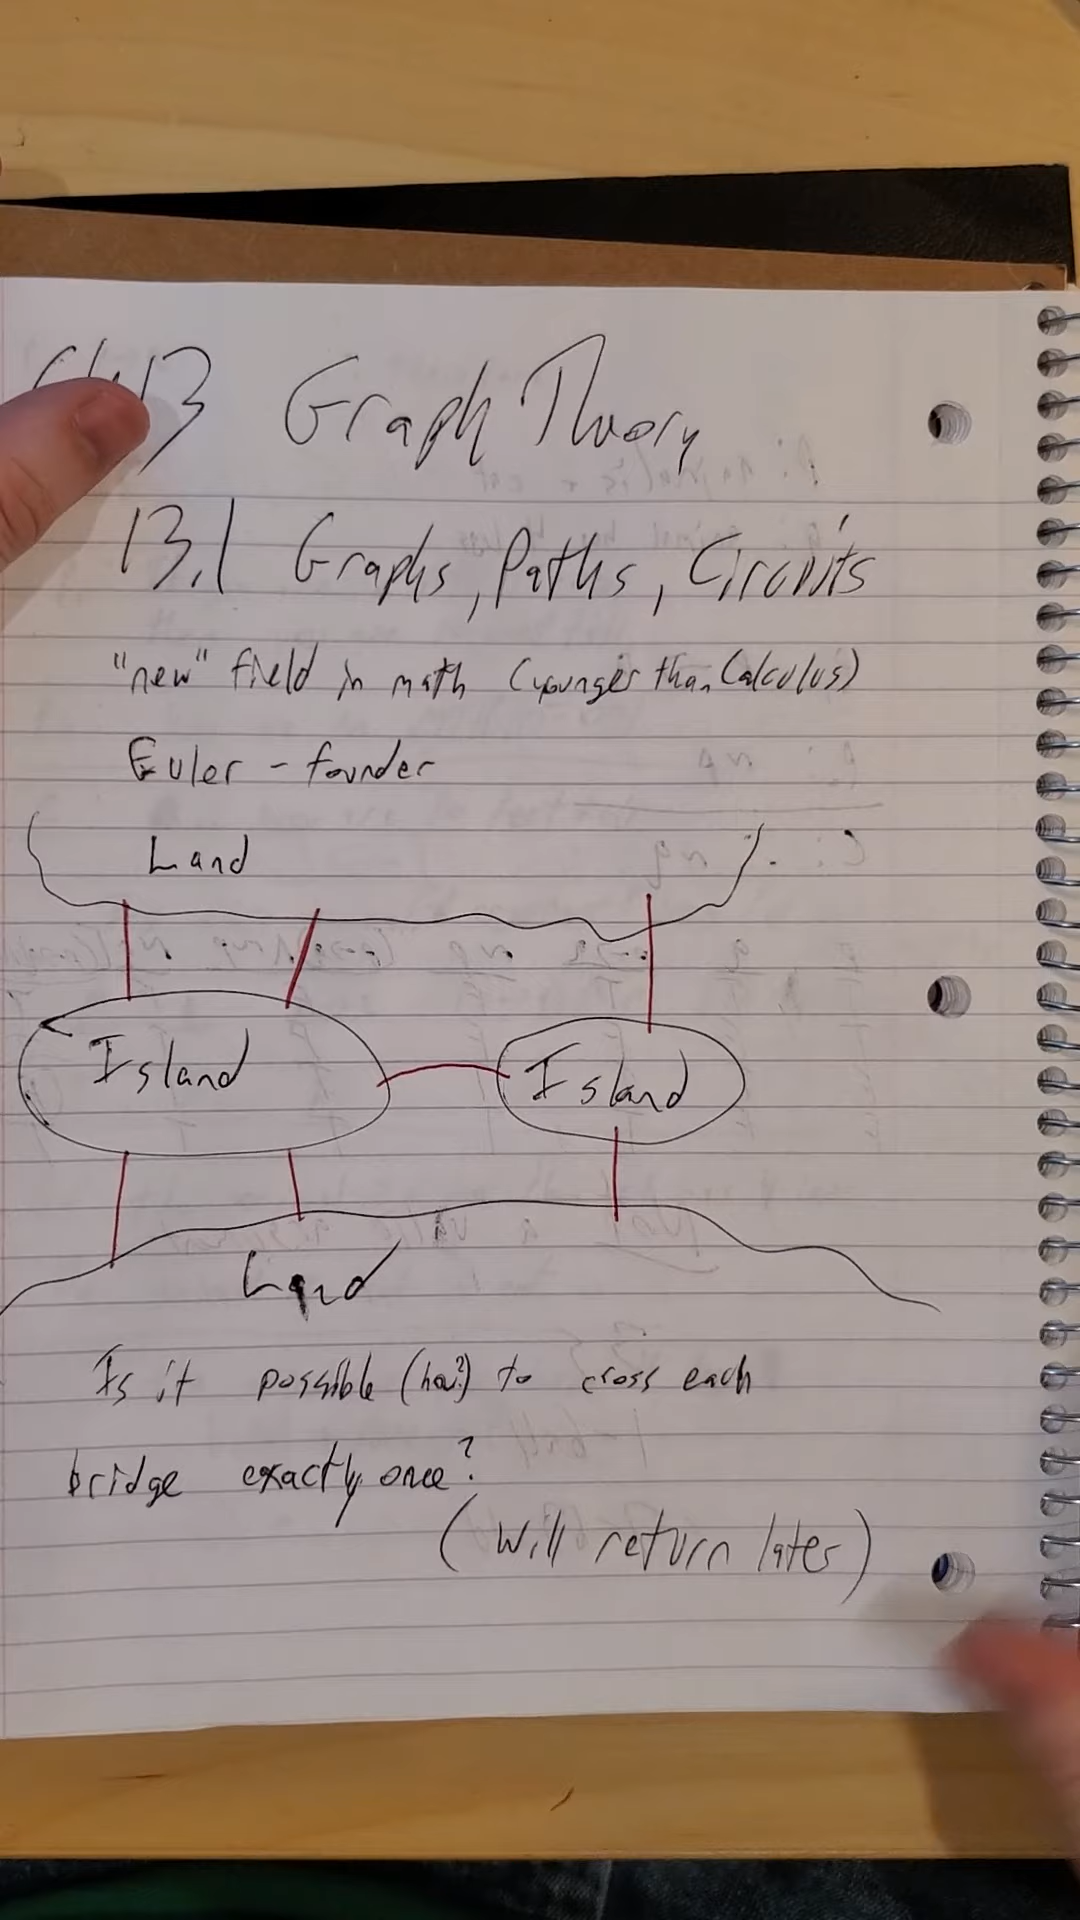 13 Graph Theory
13.1 Graphs, Paths, Circuits
"new" field in math (younger than Calculus)
Euler - founder
Land
Island Island
Land
Is it possible (how?) to cross each
bridge exactly once?
(Will return later)